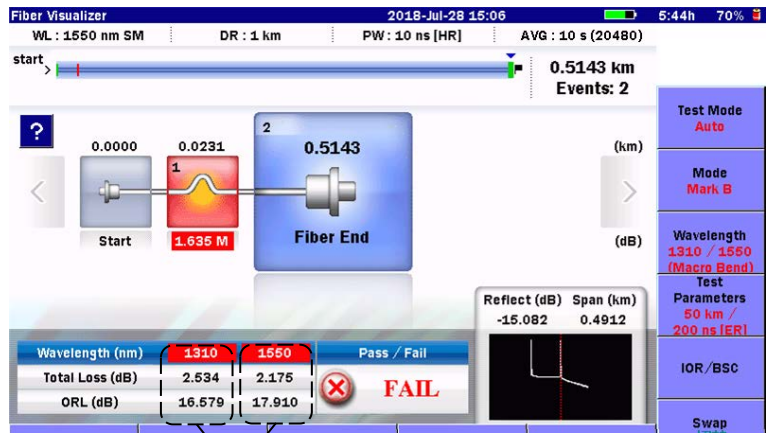 Fiber Visualizer 2018-Jul-28 15:06 5:44h 70%
WL : 1550 nm SM DR : 1 km PW : 10 ns [HR] AVG : 10 s (20480)
start
0.5143 km
Events: 2
?
0.0000 0.0231 2 0.5143 (km)
1
Start 1.635 M Fiber End (dB)
Reflect (dB) Span (km)
-15.082 0.4912
Wavelength (nm) 1310 1550 Pass / Fail
Total Loss (dB) 2.534 2.175
ORL (dB) 16.579 17.910
FAIL
Test Mode
Auto
Mode
Mark B
Wavelength
1310 / 1550
(Macro Bend)
Test
Parameters
50 km /
200 ns [ER]
IOR/BSC
Swap